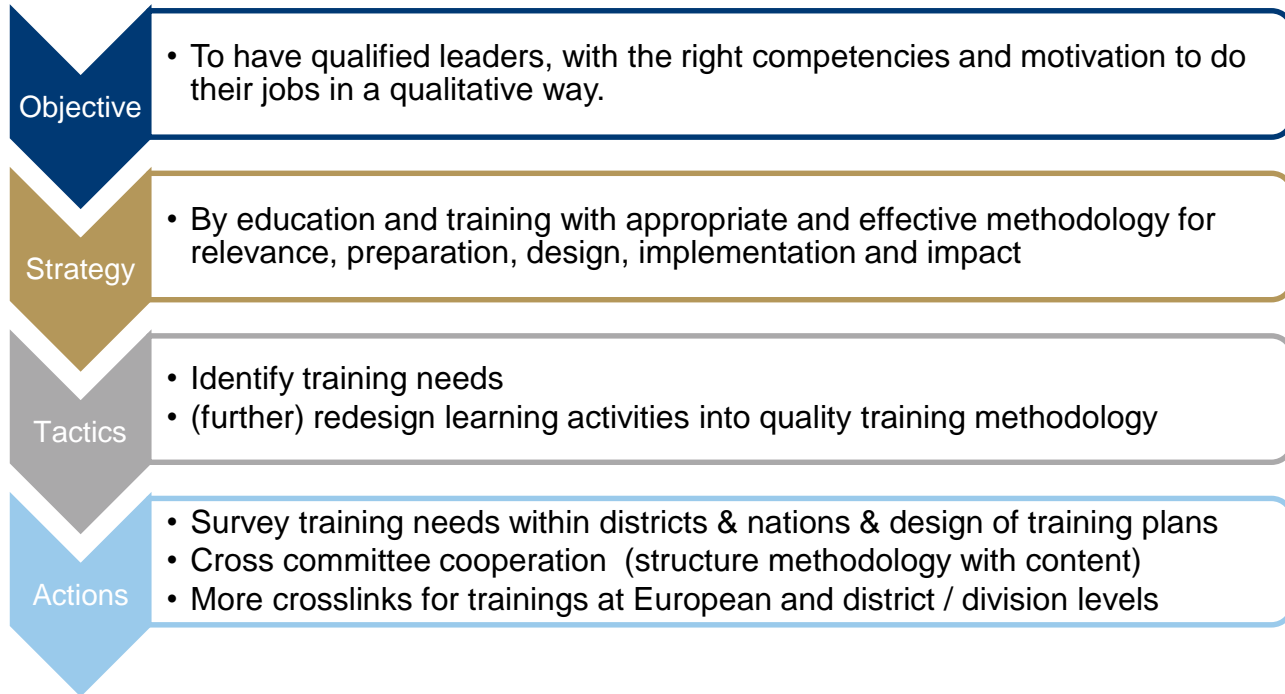 Objective
• To have qualified leaders, with the right competencies and motivation to do
their jobs in a qualitative way.
Strategy
• By education and training with appropriate and effective methodology for
relevance, preparation, design, implementation and impact
Tactics
• Identify training needs
• (further) redesign learning activities into quality training methodology
Actions
• Survey training needs within districts & nations & design of training plans
• Cross committee cooperation (structure methodology with content)
• More crosslinks for trainings at European and district / division levels